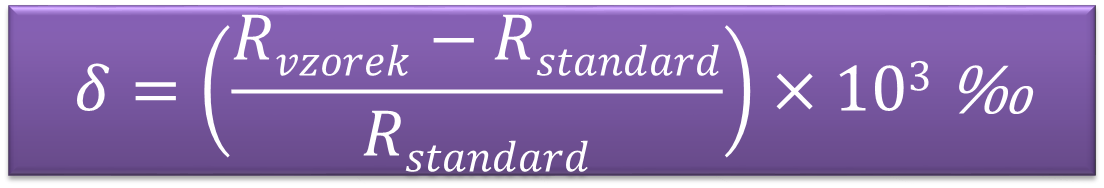 δ = (R_vzorek − R_standard / R_standard) × 10³ ‰